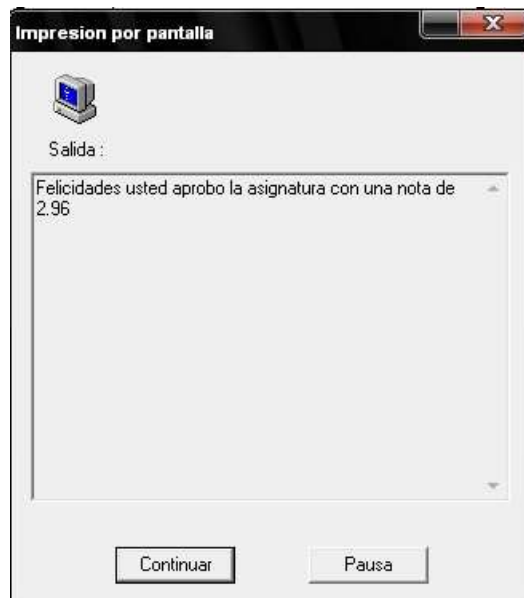 Impresion por pantalla
Salida :
Felicidades usted aprobo la asignatura con una nota de
2.96
Continuar
Pausa